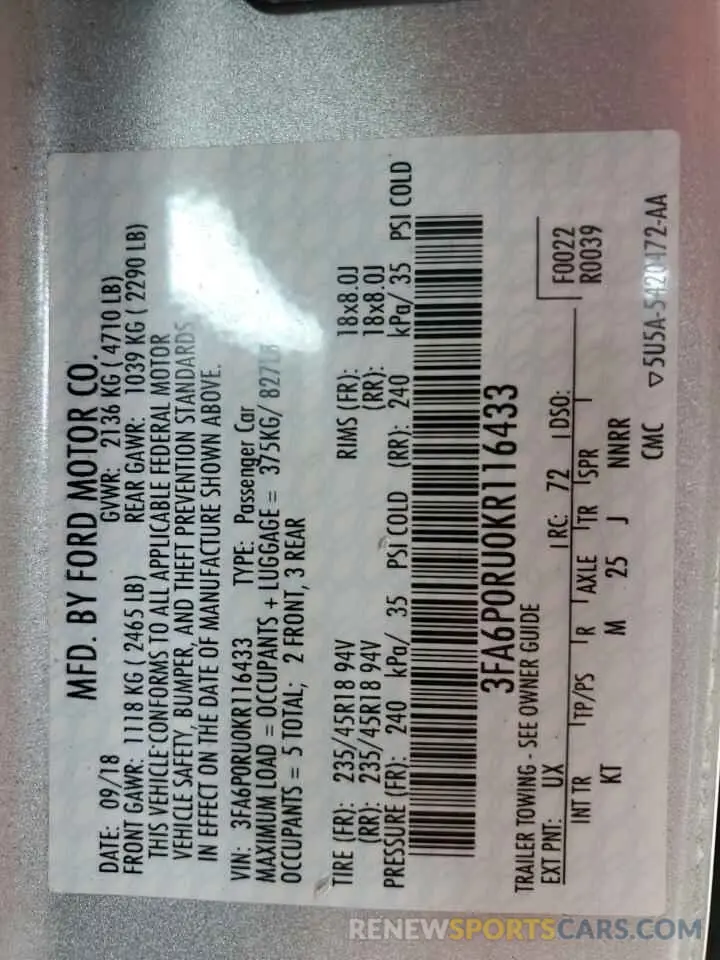 MFD. BY FORD MOTOR CO.
DATE: 09/18 GVWR: 2136 KG ( 4710 LB)
FRONT GAWR: 1118 KG ( 2465 LB) REAR GAWR: 1039 KG ( 2290 LB)
THIS VEHICLE CONFORMS TO ALL APPLICABLE FEDERAL MOTOR
VEHICLE SAFETY, BUMPER, AND THEFT PREVENTION STANDARDS
IN EFFECT ON THE DATE OF MANUFACTURE SHOWN ABOVE.
VIN: 3FA6P0RU0KR116433 TYPE: Passenger Car
MAXIMUM LOAD = OCCUPANTS + LUGGAGE = 375KG/ 827LB
OCCUPANTS = 5 TOTAL; 2 FRONT, 3 REAR
TIRE (FR): 235/45R18 94V RIMS (FR): 18x8.0J
(RR): 235/45R18 94V (RR): 18x8.0J
PRESSURE (FR): 240 kPa/ 35 PSI COLD (RR): 240 kPa/ 35 PSI COLD
3FA6P0RU0KR116433
TRAILER TOWING - SEE OWNER GUIDE
EXT PNT: UX RC: 72 DSO: F0022
R0039
INT TR TP/PS R AXLE TR SPR
KT M 25 J NNRR
CMC ▽5U5A-5420472-AA
RENEWSPORTSCARS.COM